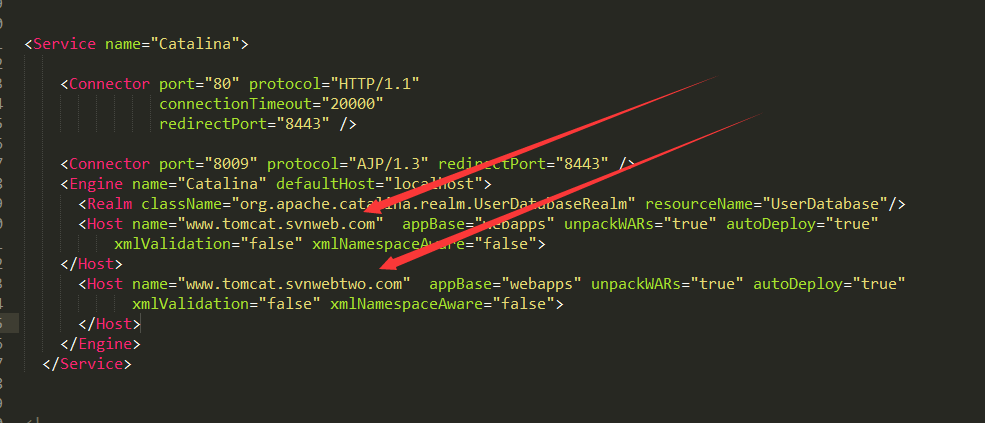 <Service name="Catalina">
<Connector port="80" protocol="HTTP/1.1"
connectionTimeout="20000"
redirectPort="8443" />
<Connector port="8009" protocol="AJP/1.3" redirectPort="8443" />
<Engine name="Catalina" defaultHost="localhost">
<Realm className="org.apache.catalina.realm.UserDatabaseRealm" resourceName="UserDatabase"/>
<Host name="www.tomcat.svnweb.com"  appBase="webapps" unpackWARs="true" autoDeploy="true"
xmlValidation="false" xmlNamespaceAware="false">
</Host>
<Host name="www.tomcat.svnwebtwo.com"  appBase="webapps" unpackWARs="true" autoDeploy="true"
xmlValidation="false" xmlNamespaceAware="false">
</Host>
</Engine>
</Service>